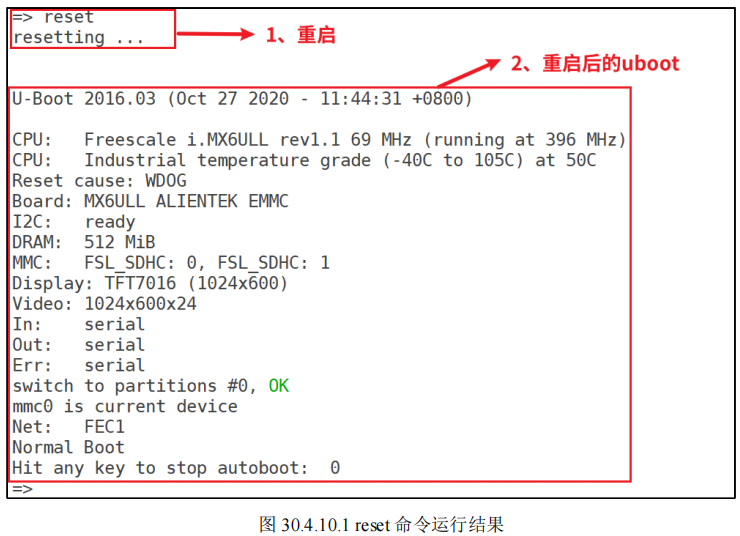 => reset
resetting ...
1、重启
2、重启后的uboot
U-Boot 2016.03 (Oct 27 2020 - 11:44:31 +0800)
CPU:   Freescale i.MX6ULL rev1.1 69 MHz (running at 396 MHz)
CPU:   Industrial temperature grade (-40C to 105C) at 50C
Reset cause: WDOG
Board: MX6ULL ALIENTEK EMMC
I2C:   ready
DRAM:  512 MiB
MMC:   FSL_SDHC: 0, FSL_SDHC: 1
Display: TFT7016 (1024x600)
Video: 1024x600x24
In:    serial
Out:   serial
Err:   serial
switch to partitions #0, OK
mmc0 is current device
Net:   FEC1
Normal Boot
Hit any key to stop autoboot:  0
=>
图 30.4.10.1 reset 命令运行结果